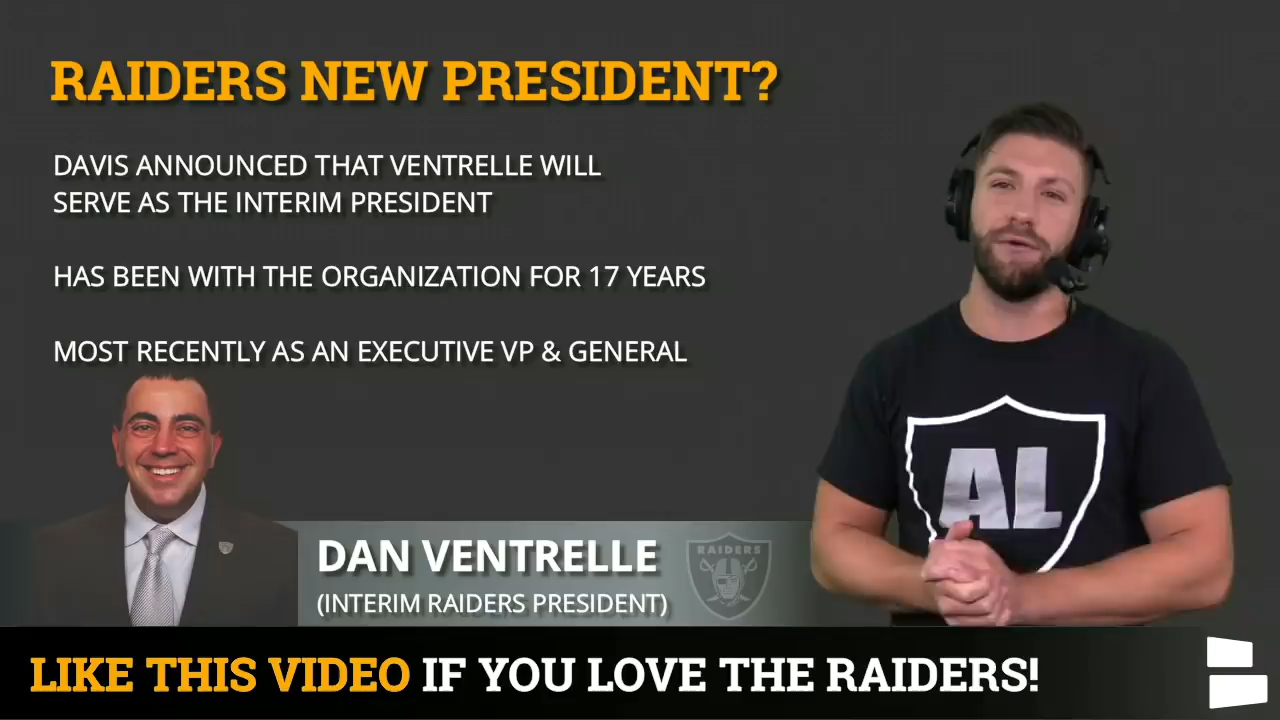 RAIDERS NEW PRESIDENT?
DAVIS ANNOUNCED THAT VENTRELLE WILL
SERVE AS THE INTERIM PRESIDENT
HAS BEEN WITH THE ORGANIZATION FOR 17 YEARS
MOST RECENTLY AS AN EXECUTIVE VP & GENERAL
AL
DAN VENTRELLE
RAIDERS
(INTERIM RAIDERS PRESIDENT)
LIKE THIS VIDEO IF YOU LOVE THE RAIDERS!